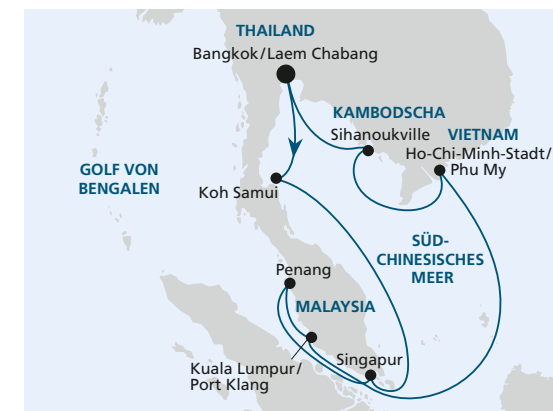 THAILAND
Bangkok/Laem Chabang
KAMBODSCHA
Sihanoukville
VIETNAM
Ho-Chi-Minh-Stadt/
Phu My
GOLF VON
BENGALEN
Koh Samui
SÜD-
CHINESISCHES
MEER
Penang
MALAYSIA
Singapur
Kuala Lumpur/
Port Klang